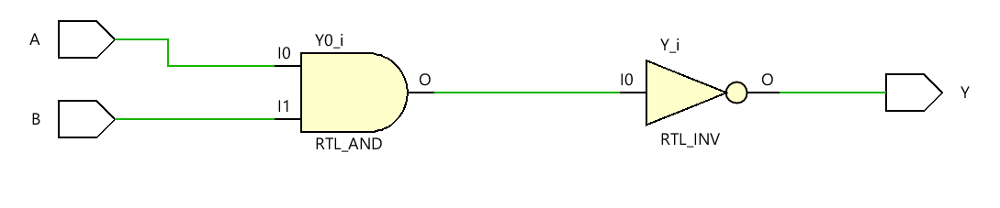 A
B
I0
I1
Y0_i
O
RTL_AND
I0
Y_i
O
RTL_INV
Y